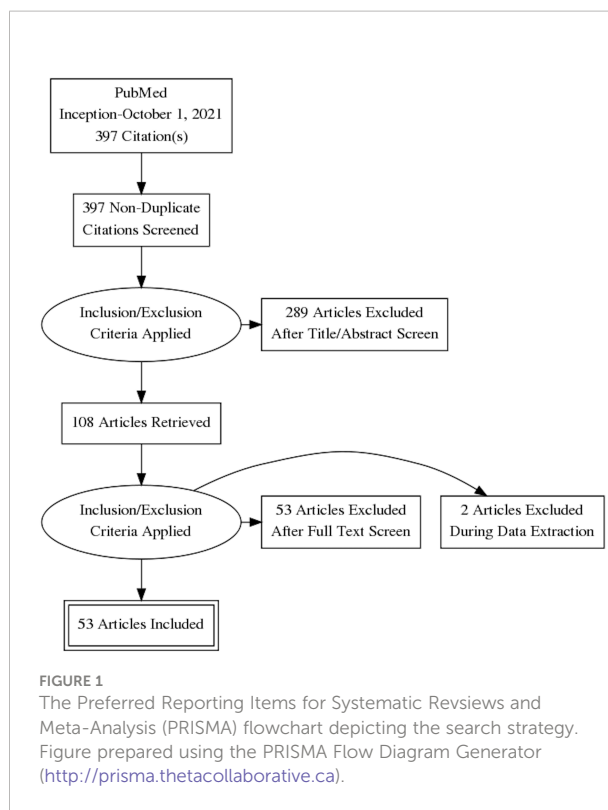 PubMed
Inception-October 1, 2021
397 Citation(s)
397 Non-Duplicate
Citations Screened
Inclusion/Exclusion
Criteria Applied
289 Articles Excluded
After Title/Abstract Screen
108 Articles Retrieved
Inclusion/Exclusion
Criteria Applied
53 Articles Excluded
After Full Text Screen
2 Articles Excluded
During Data Extraction
53 Articles Included
FIGURE 1
The Preferred Reporting Items for Systematic Revsiews and
Meta-Analysis (PRISMA) flowchart depicting the search strategy.
Figure prepared using the PRISMA Flow Diagram Generator
(http://prisma.thetacollaborative.ca).